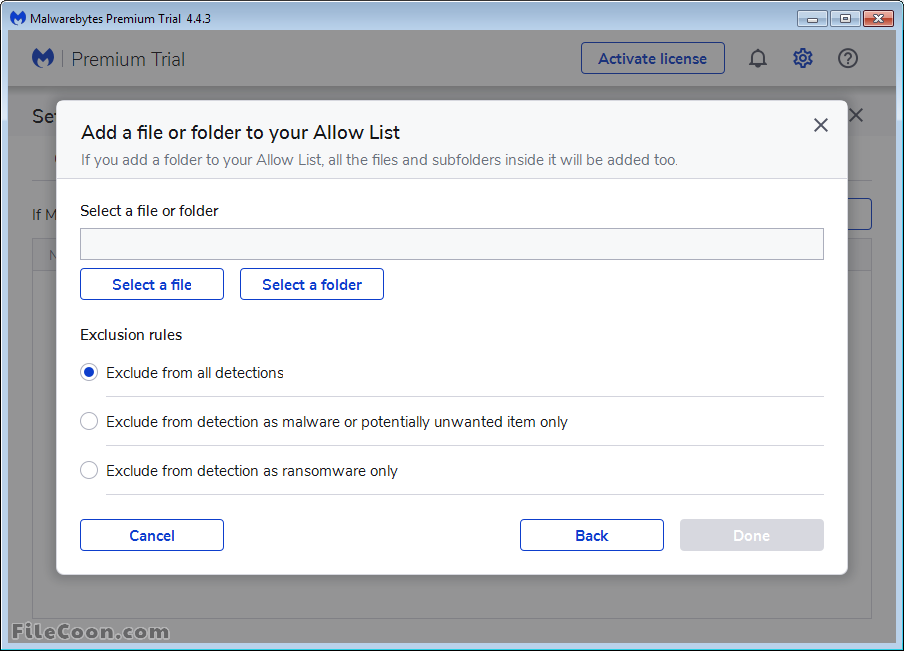 Malwarebytes Premium Trial 4.4.3
Premium Trial
Activate license
Add a file or folder to your Allow List
If you add a folder to your Allow List, all the files and subfolders inside it will be added too.
Select a file or folder
Select a file
Select a folder
Exclusion rules
Exclude from all detections
Exclude from detection as malware or potentially unwanted item only
Exclude from detection as ransomware only
Cancel
Back
Done
If M
FileCoon.com